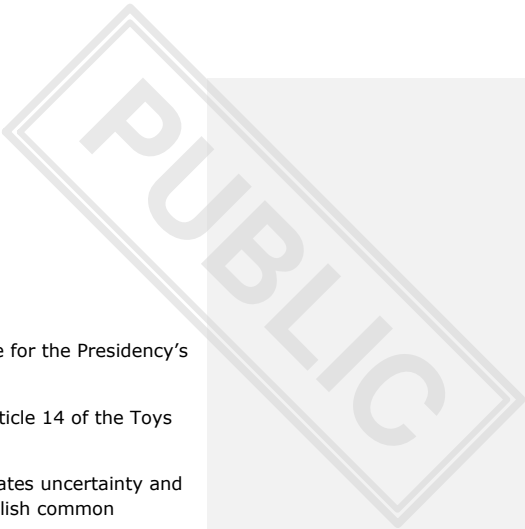 PUBLIC
e for the Presidency's
ticle 14 of the Toys
ates uncertainty and
lish common